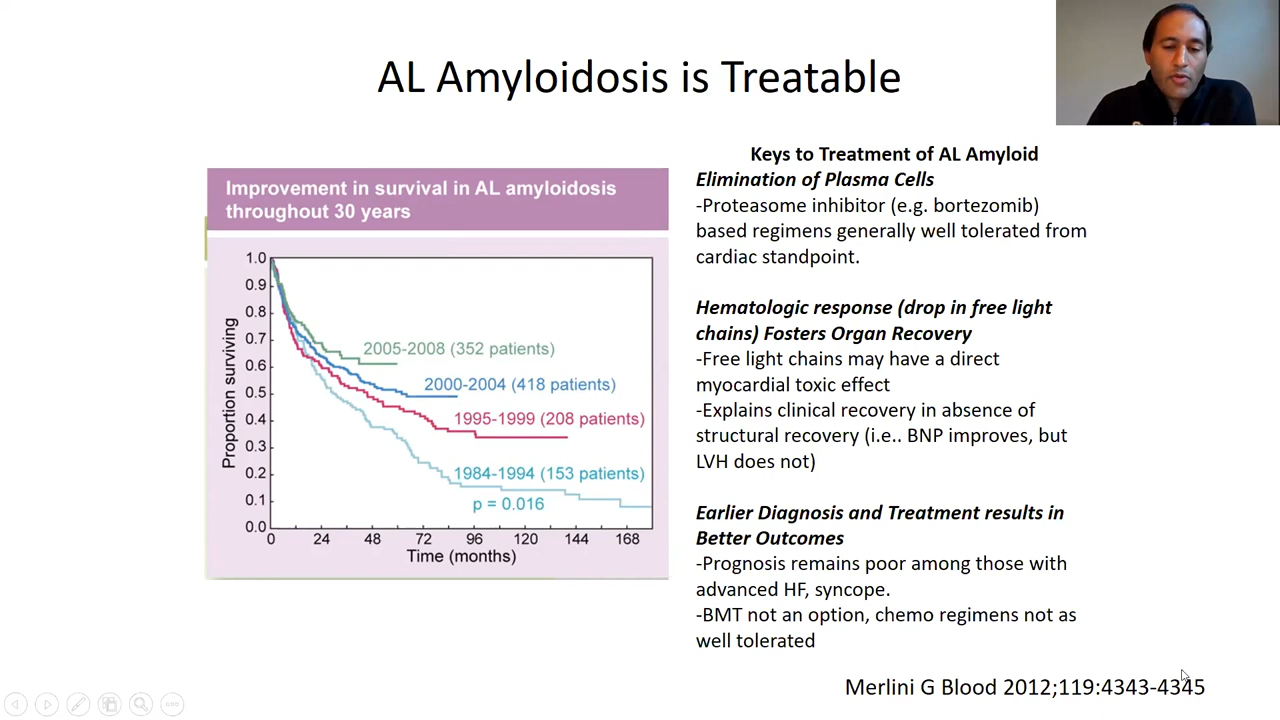 AL Amyloidosis is Treatable
Improvement in survival in AL amyloidosis
throughout 30 years
Proportion surviving
1.0
0.9
0.8
0.7
0.6
0.5
0.4
0.3
0.2
0.1
0.0
2005-2008 (352 patients)
2000-2004 (418 patients)
1995-1999 (208 patients)
1984-1994 (153 patients)
p = 0.016
0 24 48 72 96 120 144 168
Time (months)
Keys to Treatment of AL Amyloid
Elimination of Plasma Cells
-Proteasome inhibitor (e.g. bortezomib)
based regimens generally well tolerated from
cardiac standpoint.
Hematologic response (drop in free light
chains) Fosters Organ Recovery
-Free light chains may have a direct
myocardial toxic effect
-Explains clinical recovery in absence of
structural recovery (i.e.. BNP improves, but
LVH does not)
Earlier Diagnosis and Treatment results in
Better Outcomes
-Prognosis remains poor among those with
advanced HF, syncope.
-BMT not an option, chemo regimens not as
well tolerated
Merlini G Blood 2012;119:4343-4345